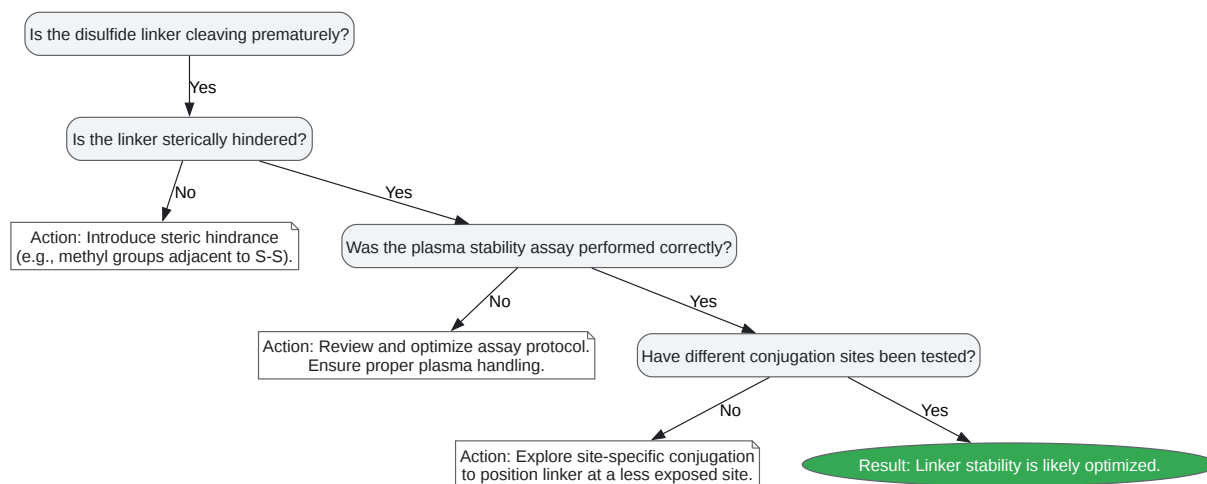 Is the disulfide linker cleaving prematurely?
Yes
Is the linker sterically hindered?
No
Yes
Action: Introduce steric hindrance
(e.g., methyl groups adjacent to S-S).
Was the plasma stability assay performed correctly?
No
Yes
Action: Review and optimize assay protocol.
Ensure proper plasma handling.
Have different conjugation sites been tested?
No
Yes
Action: Explore site-specific conjugation
to position linker at a less exposed site.
Result: Linker stability is likely optimized.